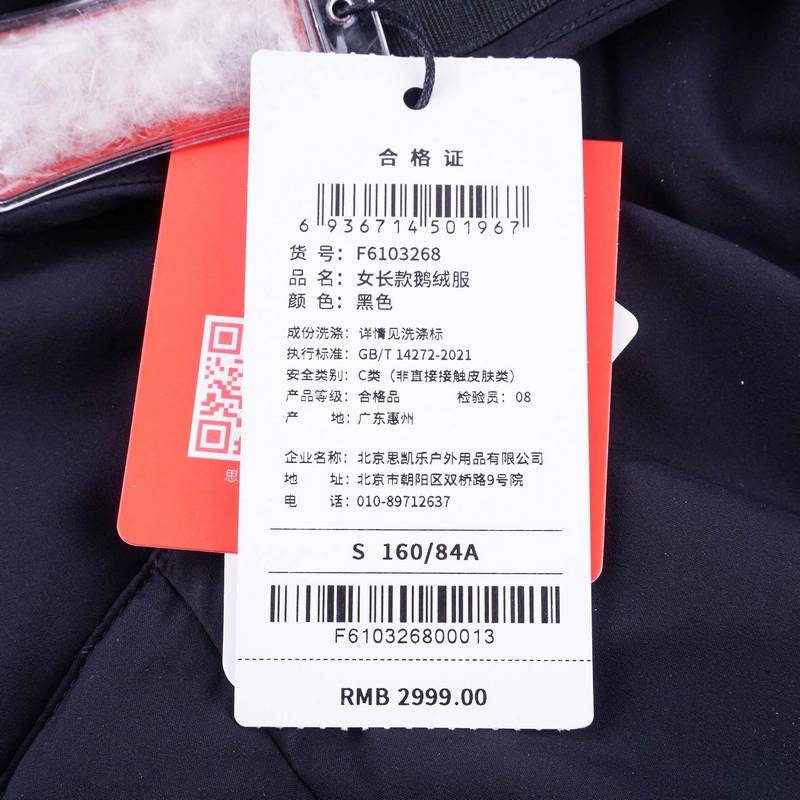 合格证
6 936714 501967
货 号：F6103268
品 名：女长款鹅绒服
颜 色：黑色
成份洗涤：详情见洗涤标
执行标准：GB/T 14272-2021
安全类别：C类（非直接接触皮肤类）
产品等级：合格品 检验员：08
产 地：广东惠州
企业名称：北京思凯乐户外用品有限公司
地 址：北京市朝阳区双桥路9号院
电 话：010-89712637
S 160/84A
F610326800013
RMB 2999.00
思